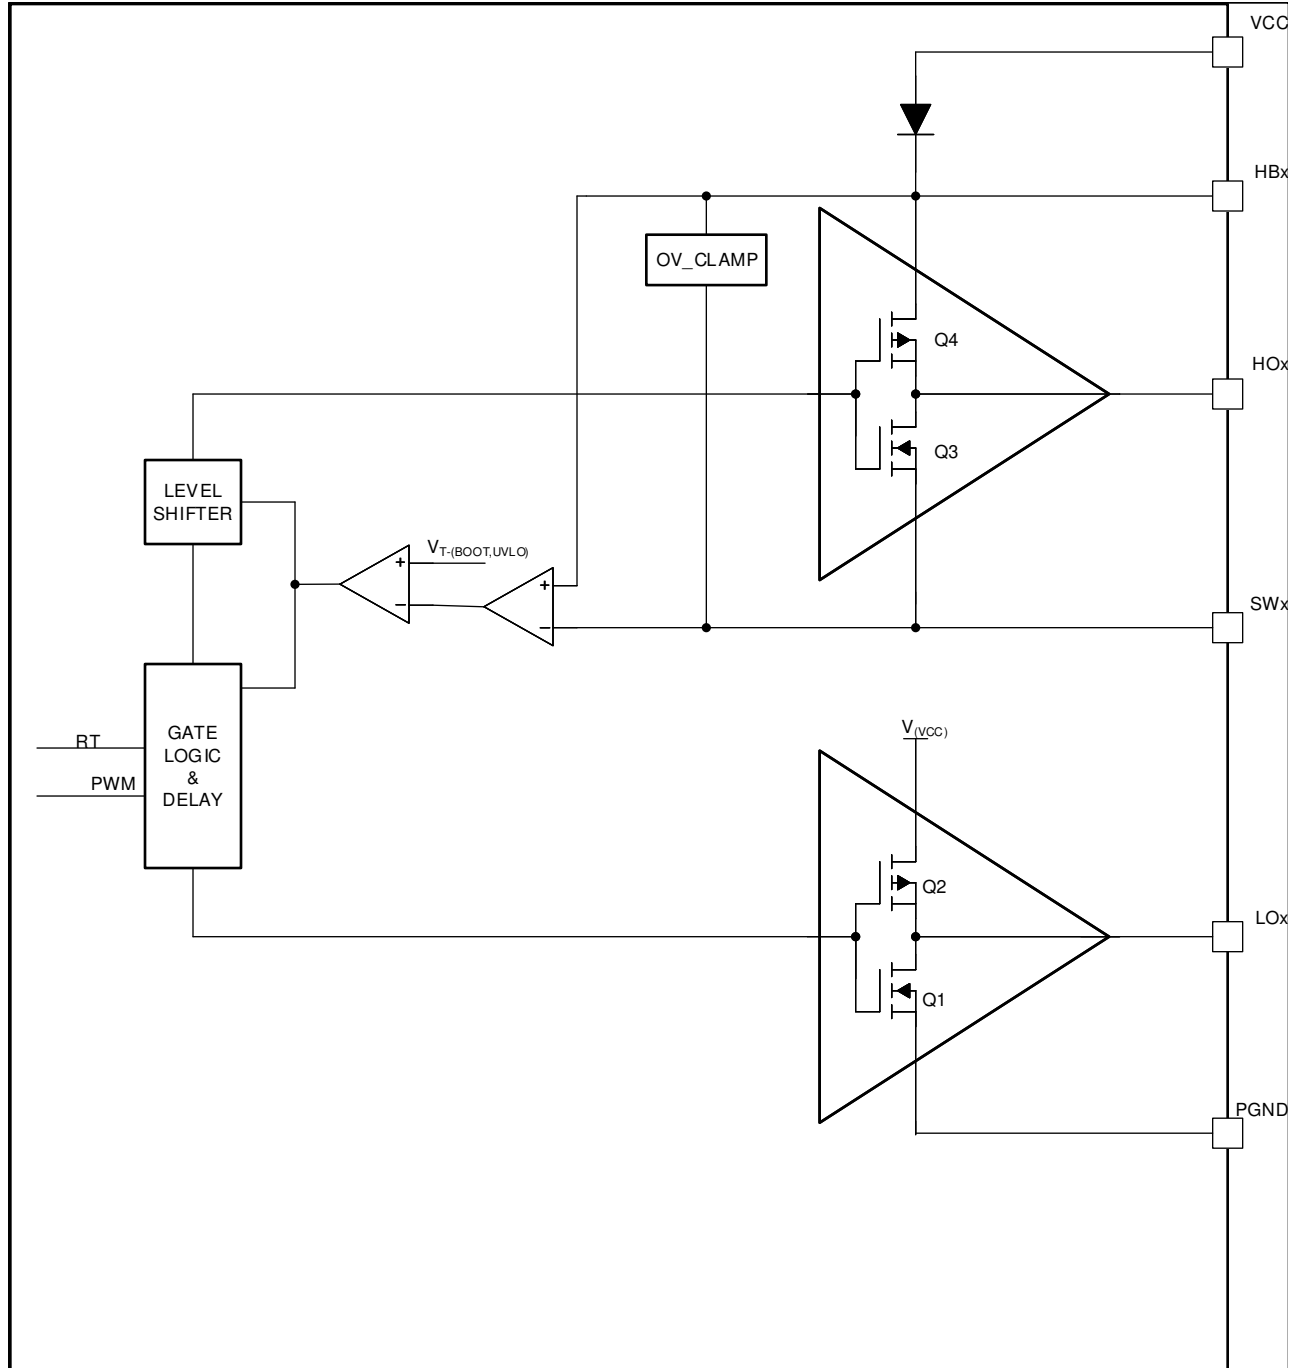 VCC
HBx
OV_CLAMP
Q4
HOx
Q3
LEVEL
SHIFTER
VT-(BOOT,UVLO)
+
−
+
−
SWx
V(VCC)
RT
PWM
GATE
LOGIC
&
DELAY
Q2
LOx
Q1
PGND